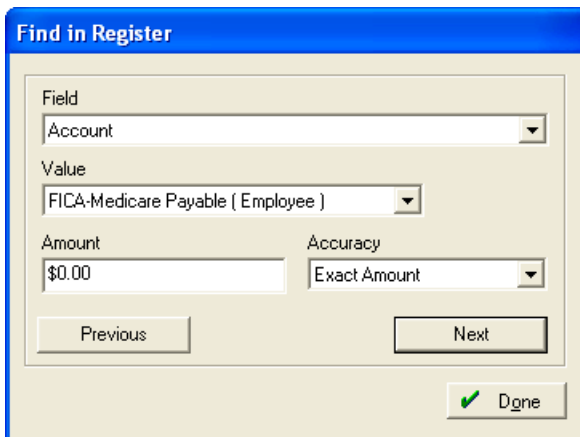 Find in Register
Field
Account
Value
FICA-Medicare Payable ( Employee )
Amount
Accuracy
$0.00
Exact Amount
Previous
Next
Done